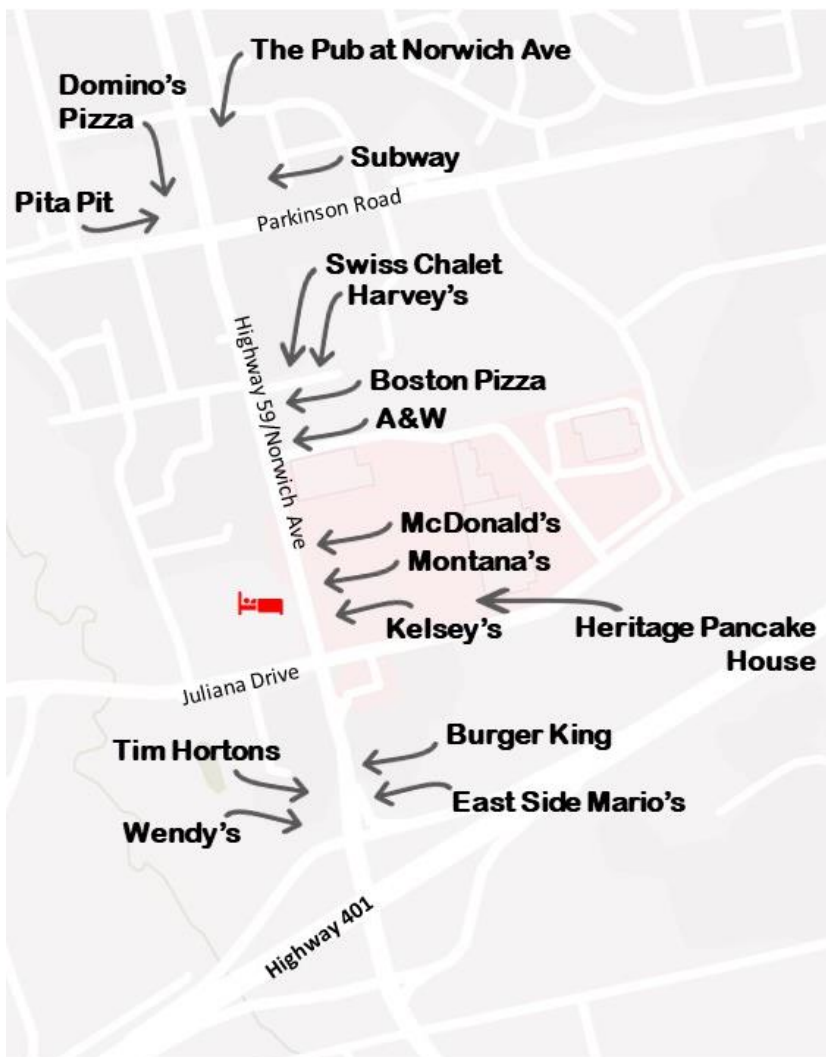 The Pub at Norwich Ave
Domino's
Pizza
Subway
Pita Pit
Parkinson Road
Swiss Chalet
Harvey's
Highway 59/Norwich Ave
Boston Pizza
A&W
McDonald's
Montana's
Kelsey's
Heritage Pancake
House
Juliana Drive
Tim Hortons
Burger King
East Side Mario's
Wendy's
Highway 401